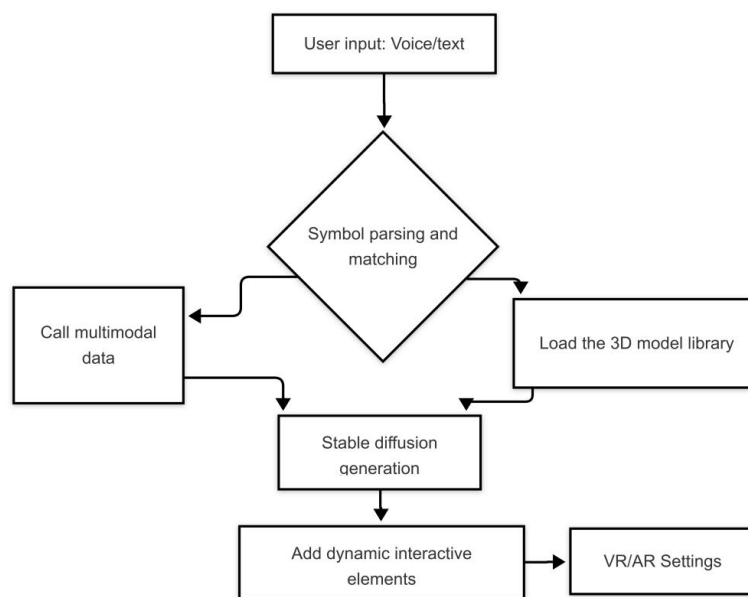 User input: Voice/text
Symbol parsing and
matching
Call multimodal
data
Load the 3D model library
Stable diffusion
generation
Add dynamic interactive
elements
VR/AR Settings